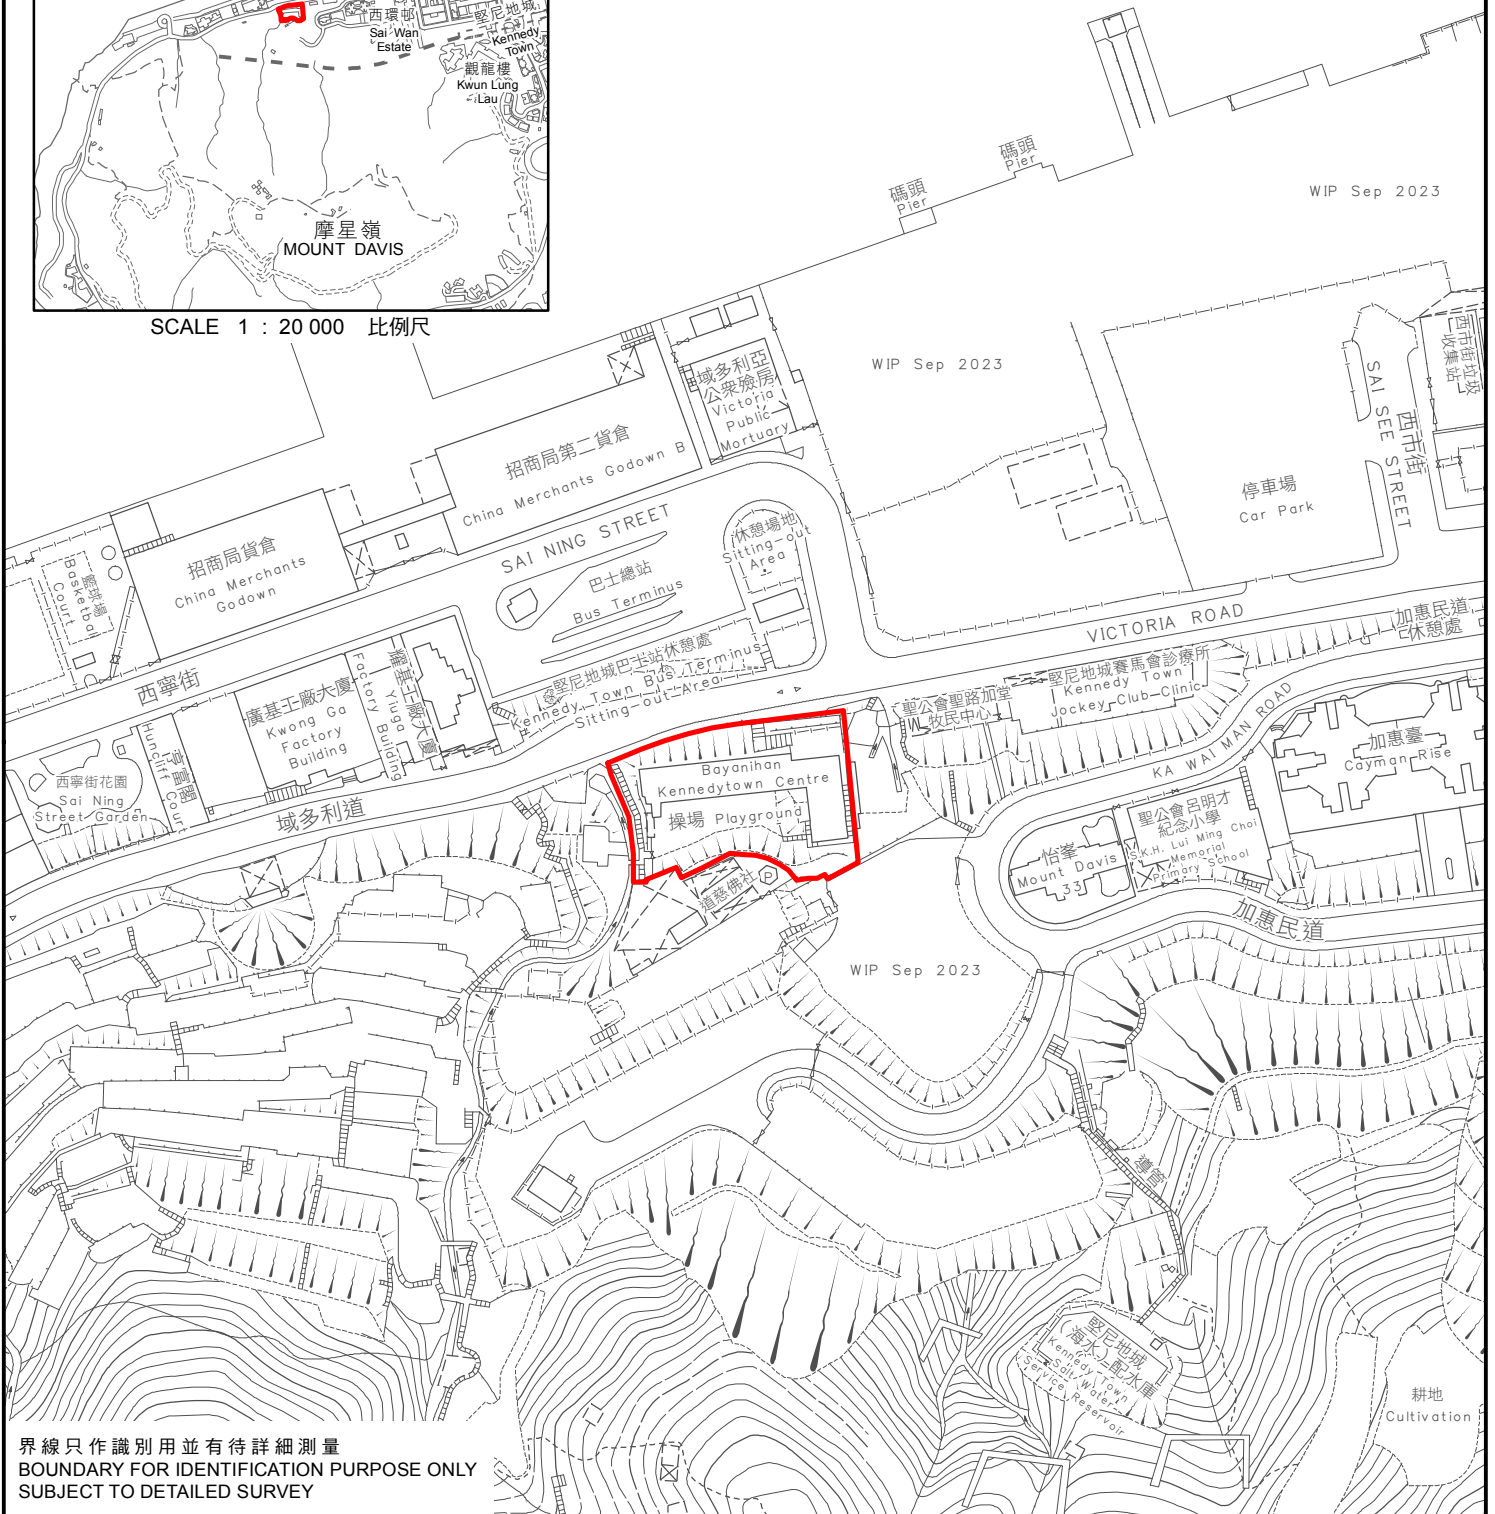 西環邨
Sai Wan
Estate
堅尼地城
Kennedy
Town
觀龍樓
Kwun Lung
Lau
摩星嶺
MOUNT DAVIS
SCALE 1 : 20 000 比例尺
碼頭
Pier
碼頭
Pier
WIP Sep 2023
WIP Sep 2023
域多利亞
公眾殮房
Victoria
Public
Mortuary
西市街垃圾
收集站
SAI SEE STREET
西市街
招商局第二貨倉
China Merchants Godown B
停車場
Car Park
招商局貨倉
China Merchants
Godown
籃球場
Basketball
Court
SAI NING STREET
西寧街
巴士總站
Bus Terminus
休憩場地
Sitting-out
Area
VICTORIA ROAD
域多利道
加惠民道
休憩處
堅尼地城巴士站休憩處
Kennedy Town Bus Terminus
Sitting-out Area
廣基工廠大廈
Kwong Ga
Factory
Building
耀基工廠大廈
Yiuga
Factory Building
亨富閣
Huncliff Court
西寧街花園
Sai Ning
Street Garden
聖公會聖路加堂
牧民中心
堅尼地城賽馬會診療所
Kennedy Town
Jockey Club Clinic
KA WAI MAN ROAD
加惠民道
加惠臺
Cayman Rise
Bayanihan
Kennedytown Centre
操場 Playground
道慈佛社
P
怡峯
Mount Davis
33
聖公會呂明才
紀念小學
S.K.H. Lui Ming Choi
Memorial
Primary School
WIP Sep 2023
導管
堅尼地城
(海水)配水庫
Kennedy Town
Salt Water
Service Reservoir
耕地
Cultivation
界線只作識別用並有待詳細測量
BOUNDARY FOR IDENTIFICATION PURPOSE ONLY
SUBJECT TO DETAILED SURVEY